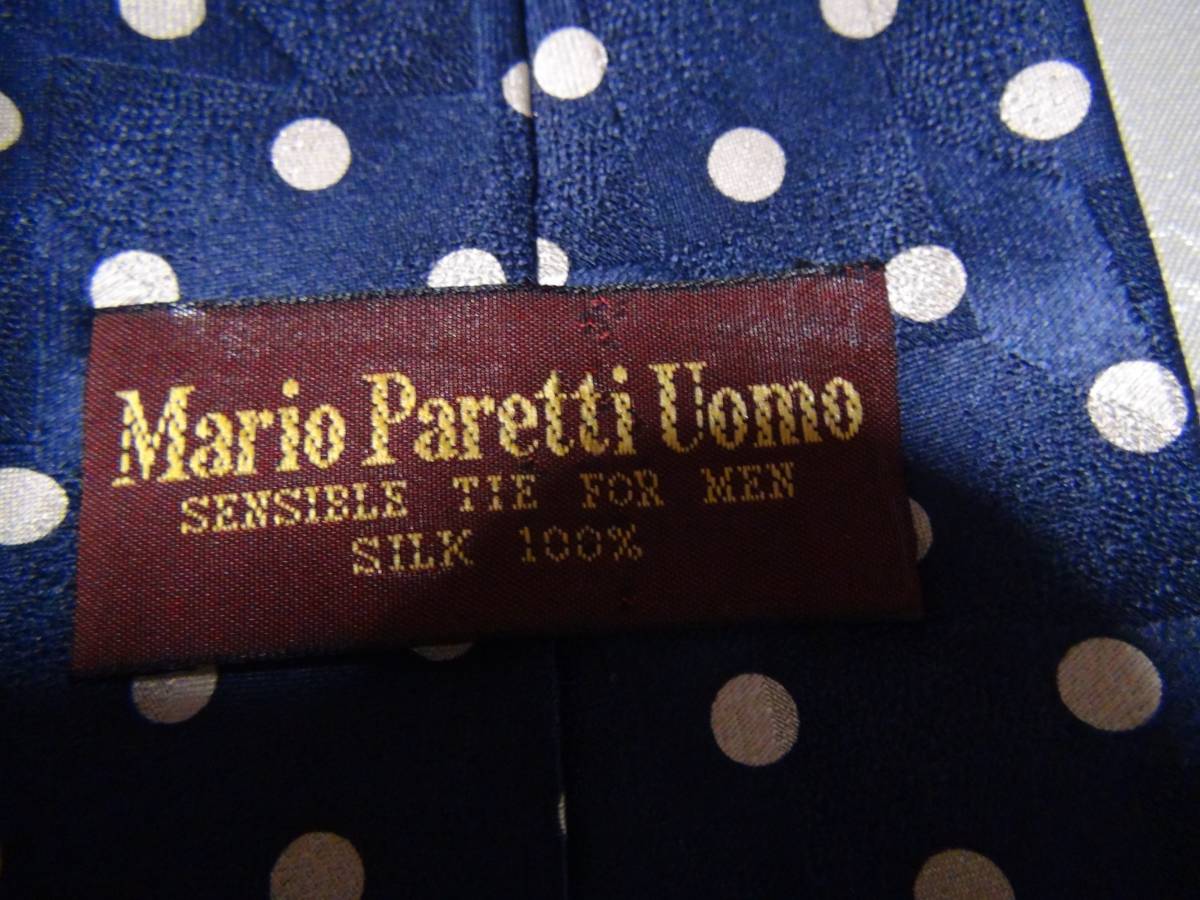 Mario Paretti Uomo
SENSIBLE TIE FOR MEN
SILK 100%